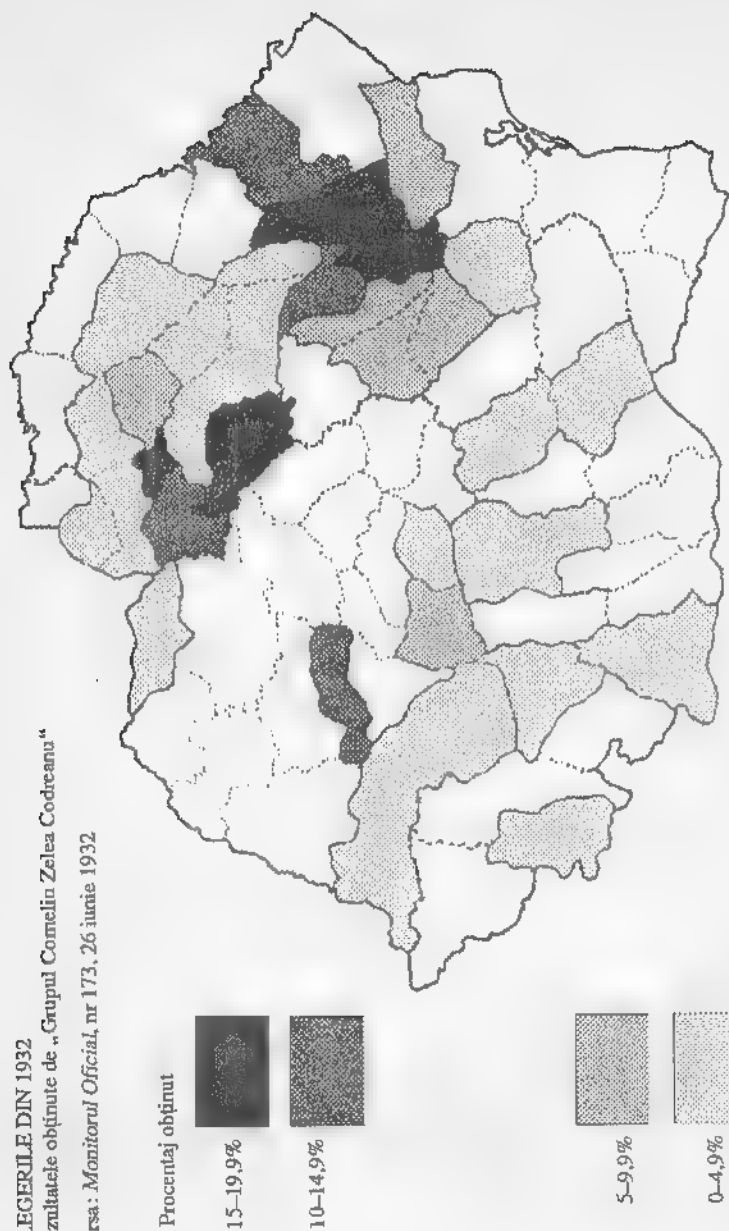 LEGERILE DIN 1932
zultatele obținute de „Grupul Corneliu Zelea Codreanu“
rsa: Monitorul Oficial, nr 173, 26 iunie 1932
Procentaj obținut
15-19,9%
10-14,9%
5-9,9%
0-4,9%